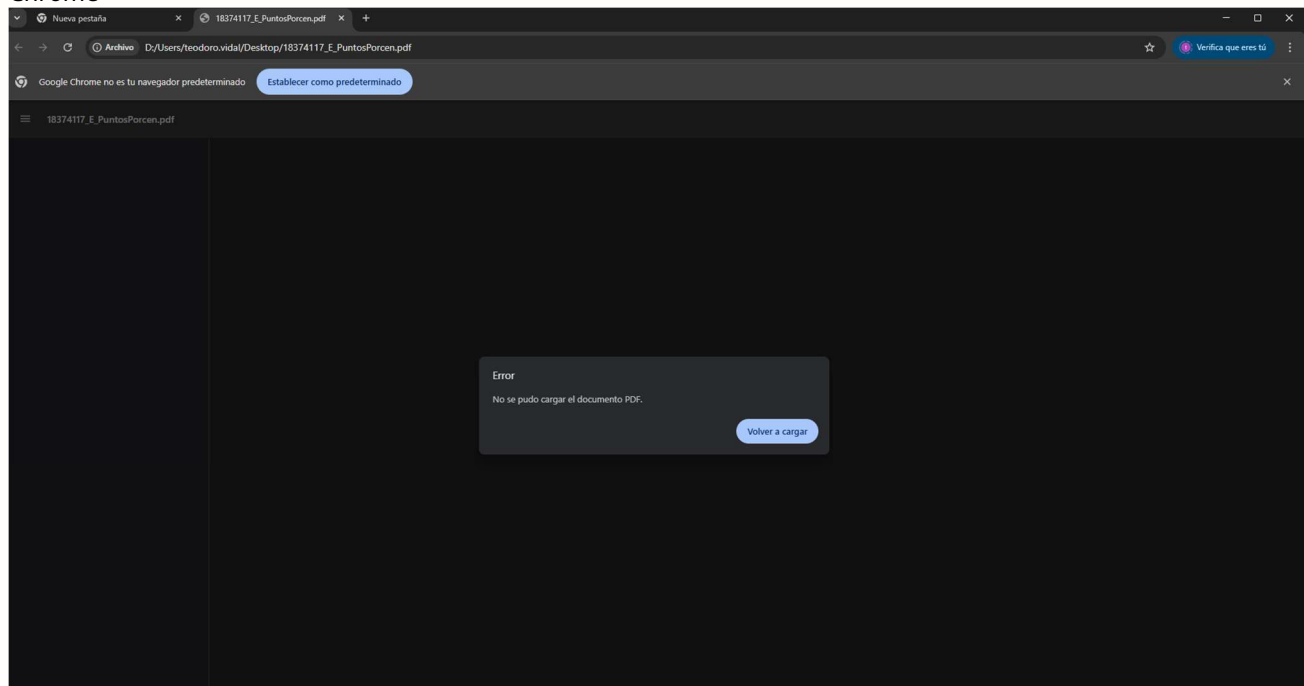 Chrome
Nueva pestaña
18374117_E_PuntosPorcen.pdf
Archivo D:/Users/teodoro.vidal/Desktop/18374117_E_PuntosPorcen.pdf
Verifica que eres tú
Google Chrome no es tu navegador predeterminado
Establecer como predeterminado
18374117_E_PuntosPorcen.pdf
Error
No se pudo cargar el documento PDF.
Volver a cargar